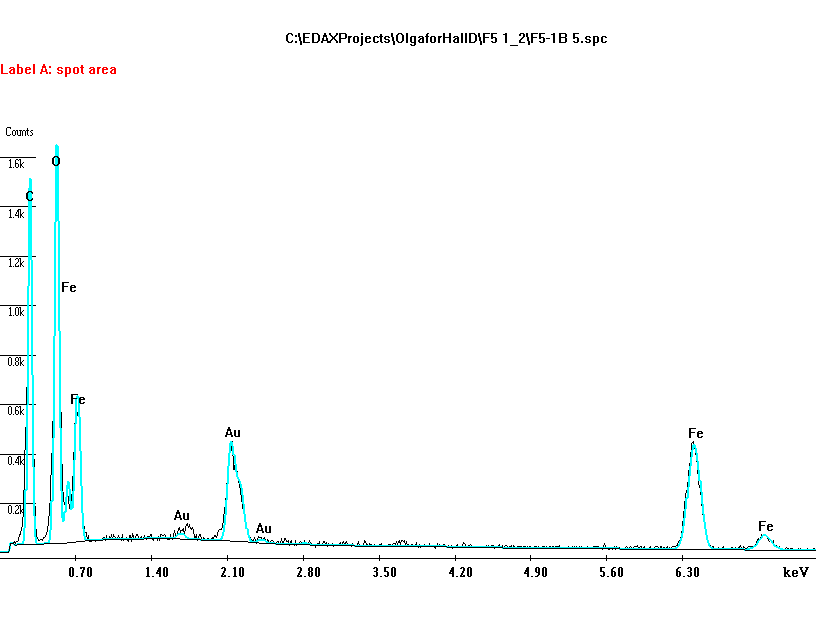 C:\EDAXProjects\OlgaforHallD\F5 1_2\F5-1B 5.spc
Label A: spot area
Counts
1.6k
O
C
1.4k
1.2k
Fe
1.0k
0.8k
Fe
0.6k
Au
Fe
0.4k
0.2k
Au
Au
Fe
0.70 1.40 2.10 2.80 3.50 4.20 4.90 5.60 6.30 keV